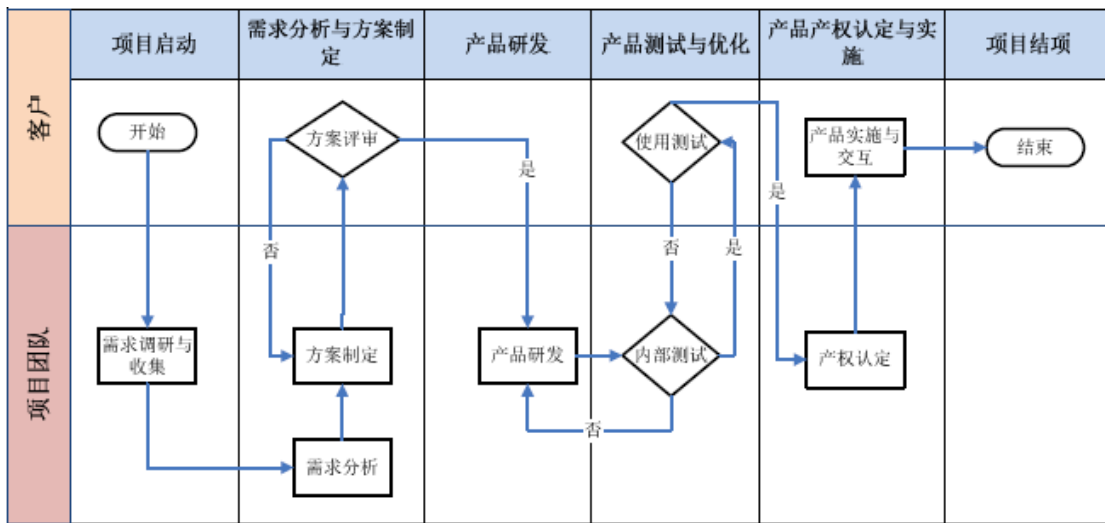 项目启动
需求分析与方案制
定
产品研发
产品测试与优化
产品产权认定与实
施
项目结项
客户
开始
方案评审
是
否
使用测试
否
是
是
产品实施与
交互
结束
项目团队
需求调研与
收集
方案制定
需求分析
产品研发
内部测试
否
产权认定